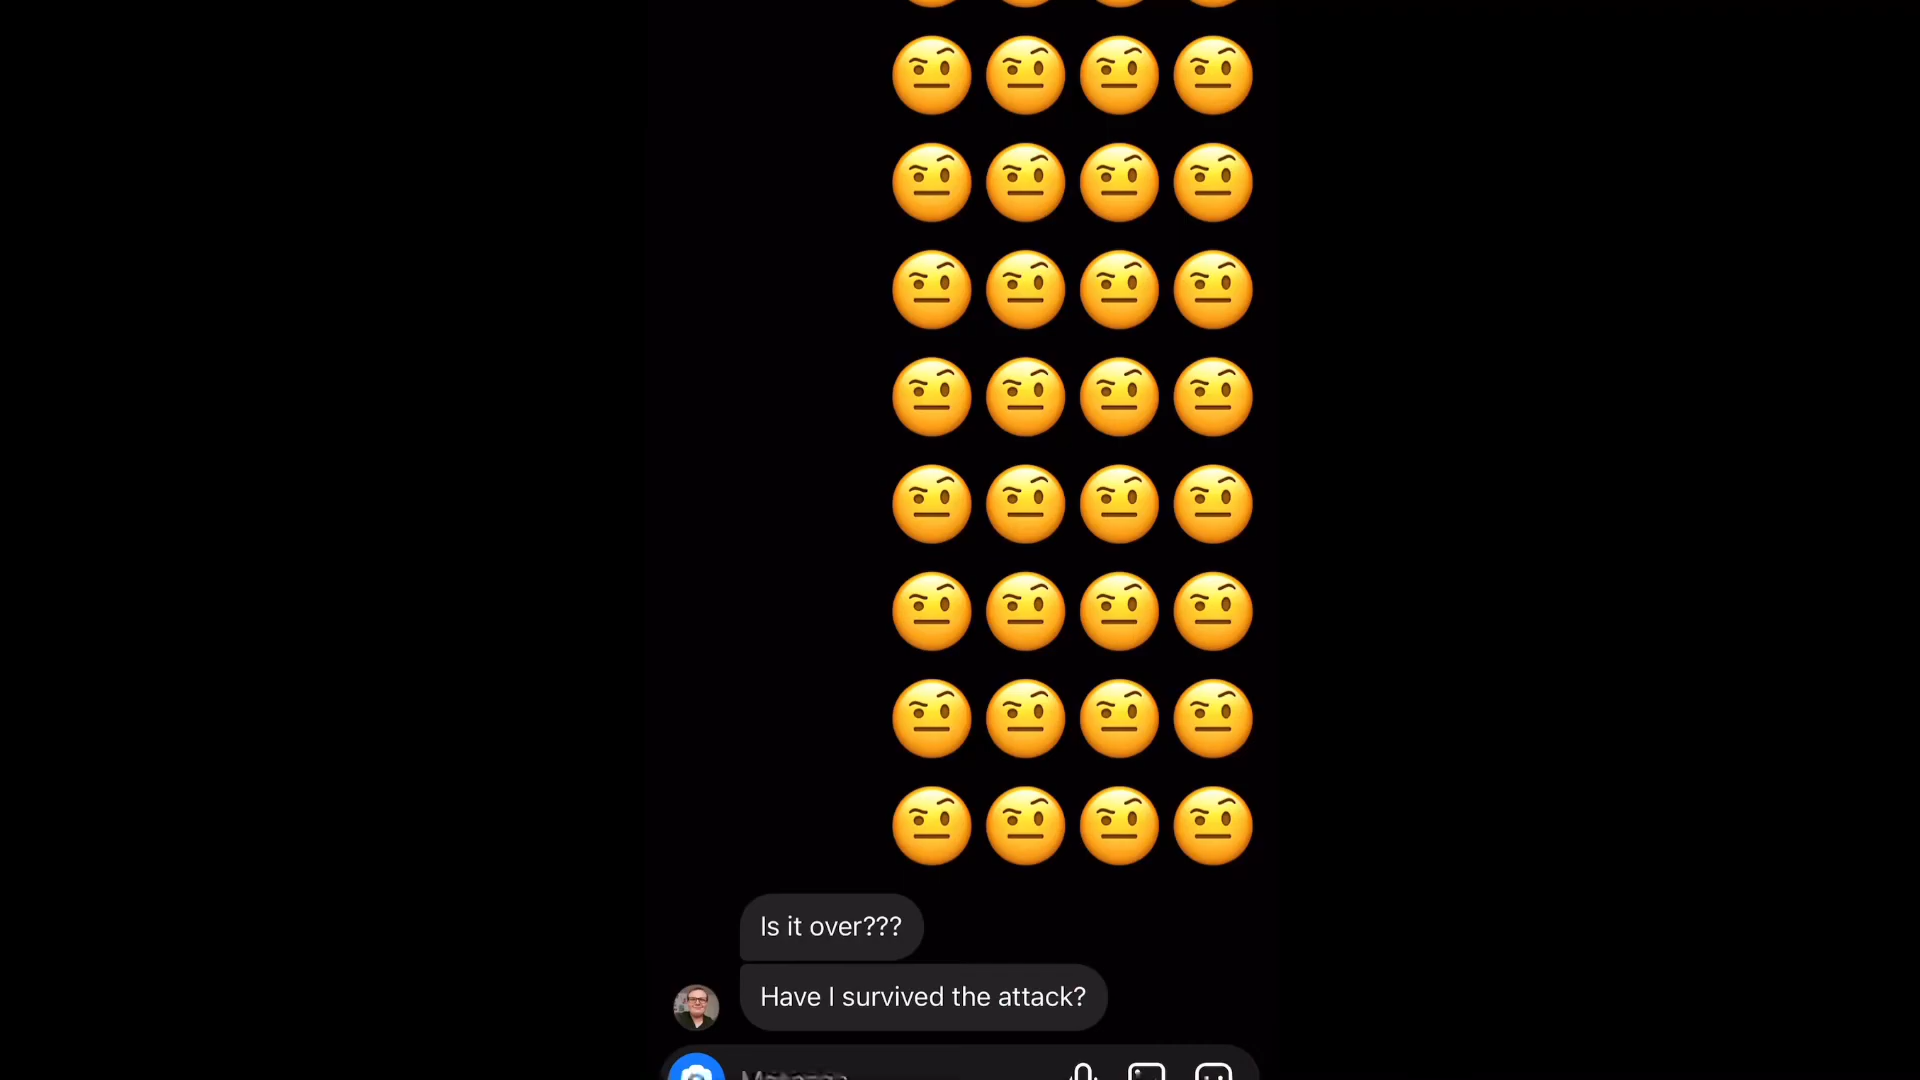 Is it over???
Have I survived the attack?